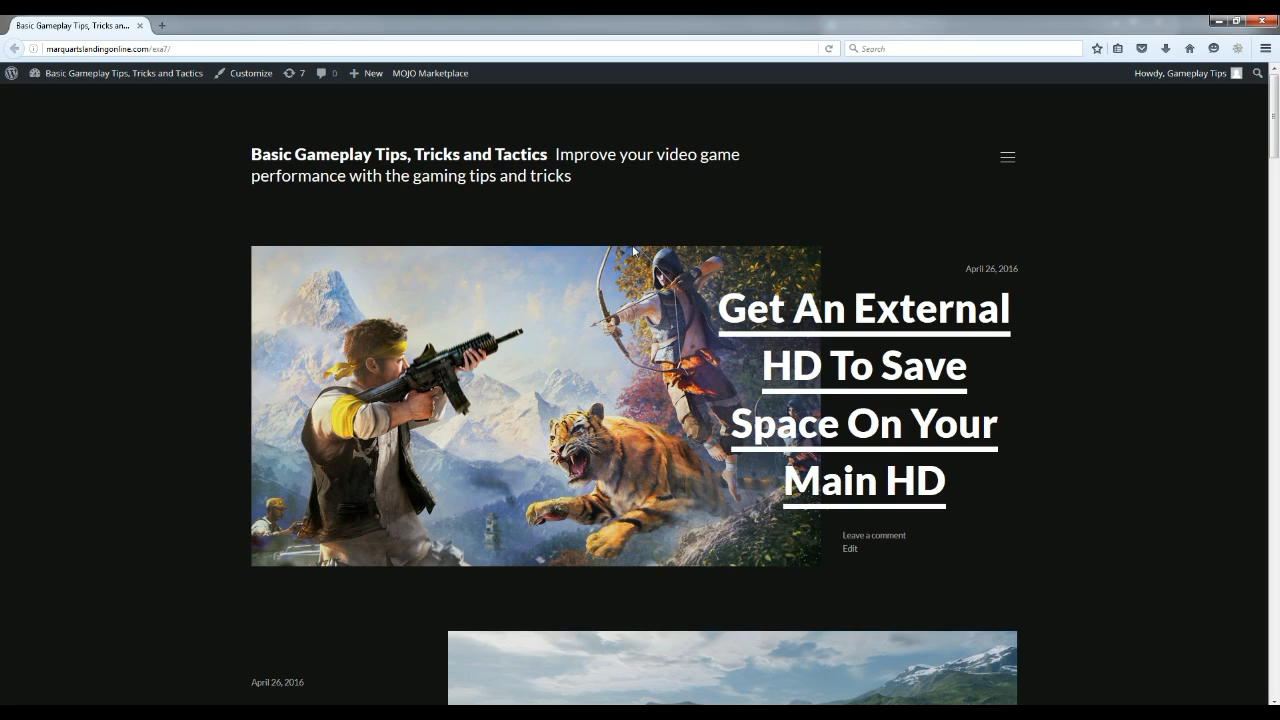 Basic Gameplay Tips, Tricks an...
marquartslandingonline.com/exa7/
Search
Basic Gameplay Tips, Tricks and Tactics
Customize
7
0
New
MOJO Marketplace
Howdy, Gameplay Tips
Basic Gameplay Tips, Tricks and Tactics Improve your video game
performance with the gaming tips and tricks
April 26, 2016
Get An External
HD To Save
Space On Your
Main HD
Leave a comment
Edit
April 26, 2016